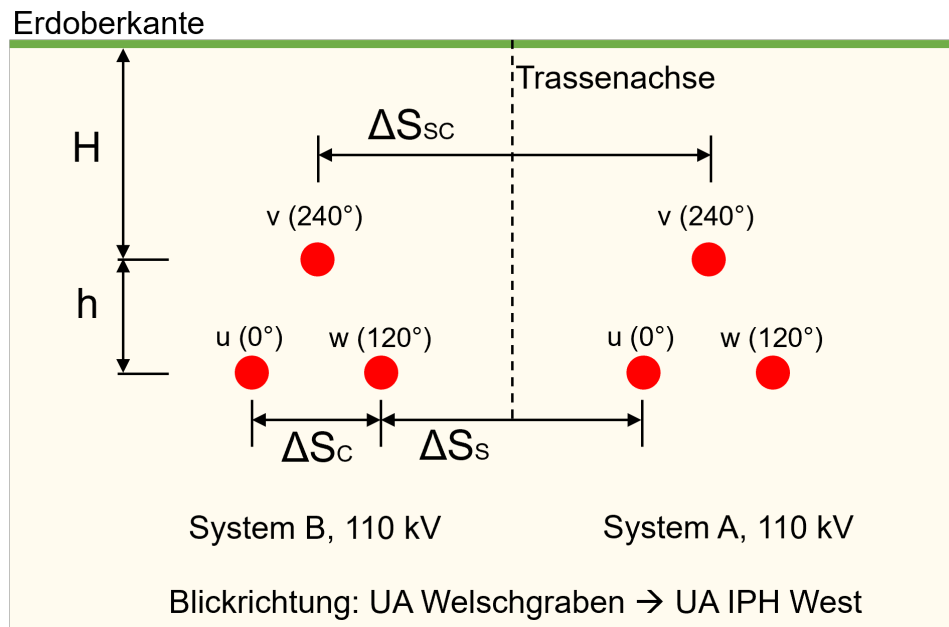 Erdoberkante
Trassenachse
ΔSSC
H
v (240°)
v (240°)
h
u (0°)
w (120°)
u (0°)
w (120°)
ΔSC
ΔSS
System B, 110 kV
System A, 110 kV
Blickrichtung: UA Welschgraben → UA IPH West